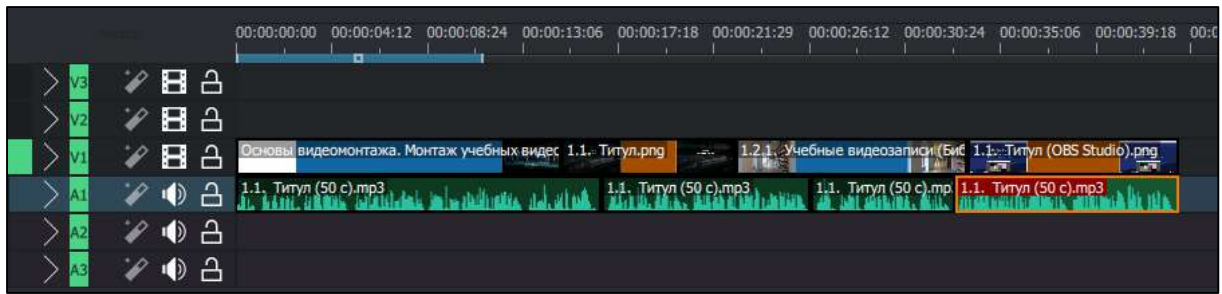 00:00:00:00 00:00:04:12 00:00:08:24 00:00:13:06 00:00:17:18 00:00:21:29 00:00:26:12 00:00:30:24 00:00:35:06 00:00:39:18
V3
V2
V1 Основы видеомонтажа. Монтаж учебных видес 1.1. Титул.png 1.2.1. Учебные видеозаписи (Биб 1.1. Титул (OBS Studio).png
A1 1.1. Титул (50 с).mp3 1.1. Титул (50 с).mp3 1.1. Титул (50 с).mp 1.1. Титул (50 с).mp3
A2
A3